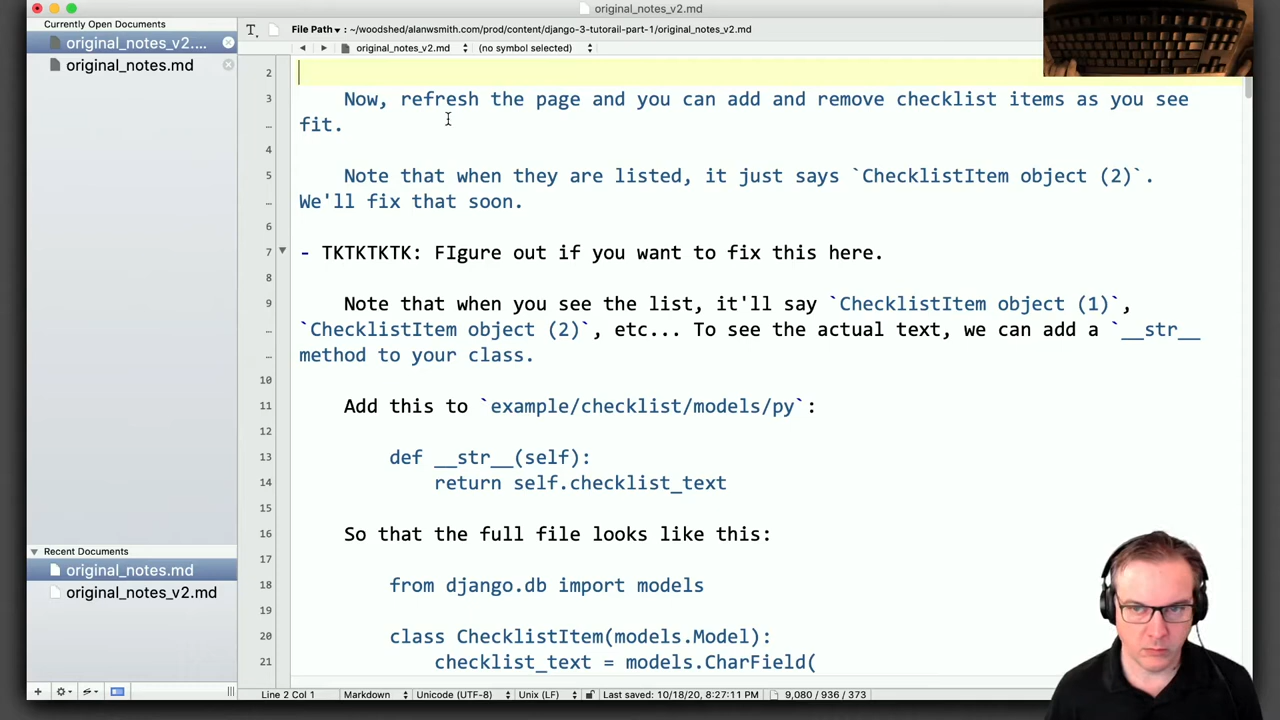 original_notes_v2.md
Currently Open Documents
original_notes_v2....
original_notes.md
File Path : ~/woodshed/alanwsmith.com/prod/content/django-3-tutorail-part-1/original_notes_v2.md
original_notes_v2.md (no symbol selected)
2
3 Now, refresh the page and you can add and remove checklist items as you see
fit.
4
5 Note that when they are listed, it just says `ChecklistItem object (2)`.
We'll fix that soon.
6
7 - TKTKTKTK: FIgure out if you want to fix this here.
8
9 Note that when you see the list, it'll say `ChecklistItem object (1)`,
`ChecklistItem object (2)`, etc... To see the actual text, we can add a `__str__
method to your class.
10
11 Add this to `example/checklist/models/py`:
12
13 def __str__(self):
14 return self.checklist_text
15
16 So that the full file looks like this:
17
18 from django.db import models
19
20 class ChecklistItem(models.Model):
21 checklist_text = models.CharField(
Recent Documents
original_notes.md
original_notes_v2.md
Line 2 Col 1 Markdown Unicode (UTF-8) Unix (LF) Last saved: 10/18/20, 8:27:11 PM 9,080 / 936 / 373